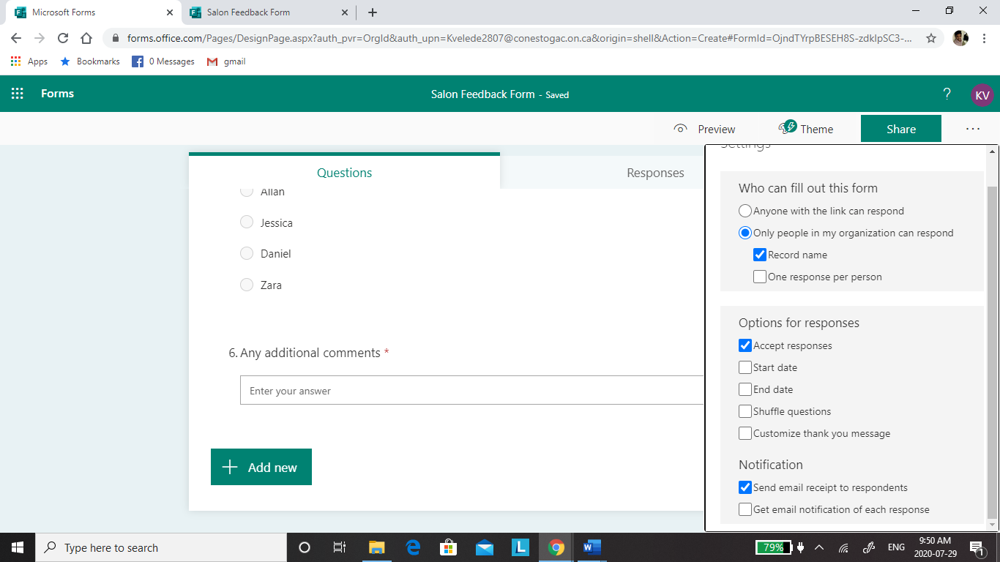 Microsoft Forms
Salon Feedback Form
forms.office.com/Pages/DesignPage.aspx?auth_pvr=OrgId&auth_upn=Kvelede2807@conestogac.on.ca&origin=shell&Action=Create#FormId=OjndTYrpBESEH8S-zdkIpSC3-...
Apps
Bookmarks
0 Messages
gmail
Forms
Salon Feedback Form - Saved
?
KV
Preview
Theme
Share
...
Settings
Questions
Responses
Allan
Jessica
Daniel
Zara
6. Any additional comments *
Enter your answer
Add new
Who can fill out this form
Anyone with the link can respond
Only people in my organization can respond
Record name
One response per person
Options for responses
Accept responses
Start date
End date
Shuffle questions
Customize thank you message
Notification
Send email receipt to respondents
Get email notification of each response
Type here to search
L
W
79%
ENG
9:50 AM
2020-07-29
1